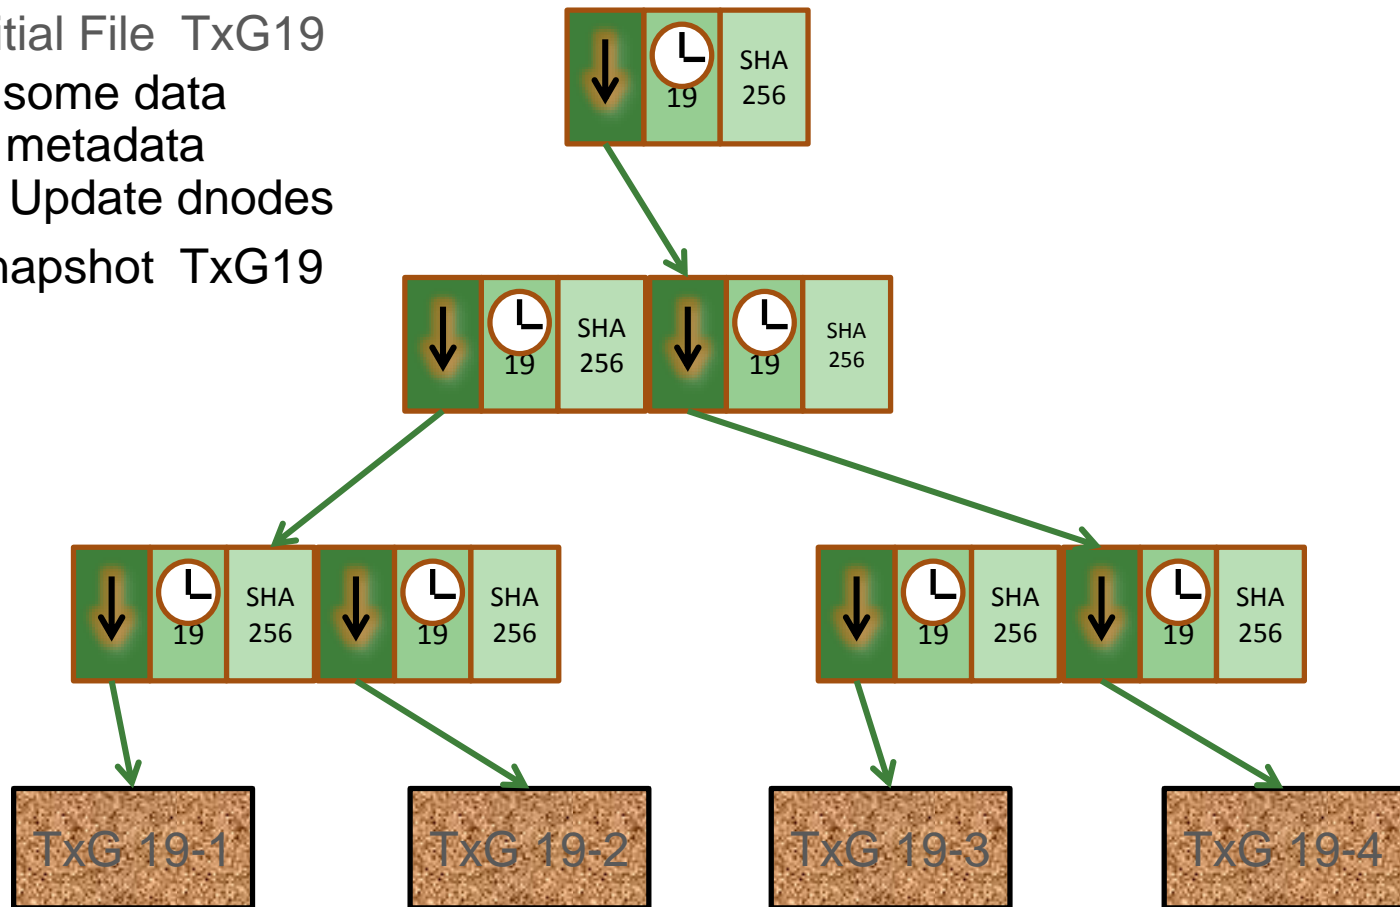 itial File TxG19
some data
metadata
Update dnodes
napshot TxG19
19
SHA
256
19
SHA
256
19
SHA
256
19
SHA
256
19
SHA
256
19
SHA
256
19
SHA
256
TxG 19-1
TxG 19-2
TxG 19-3
TxG 19-4